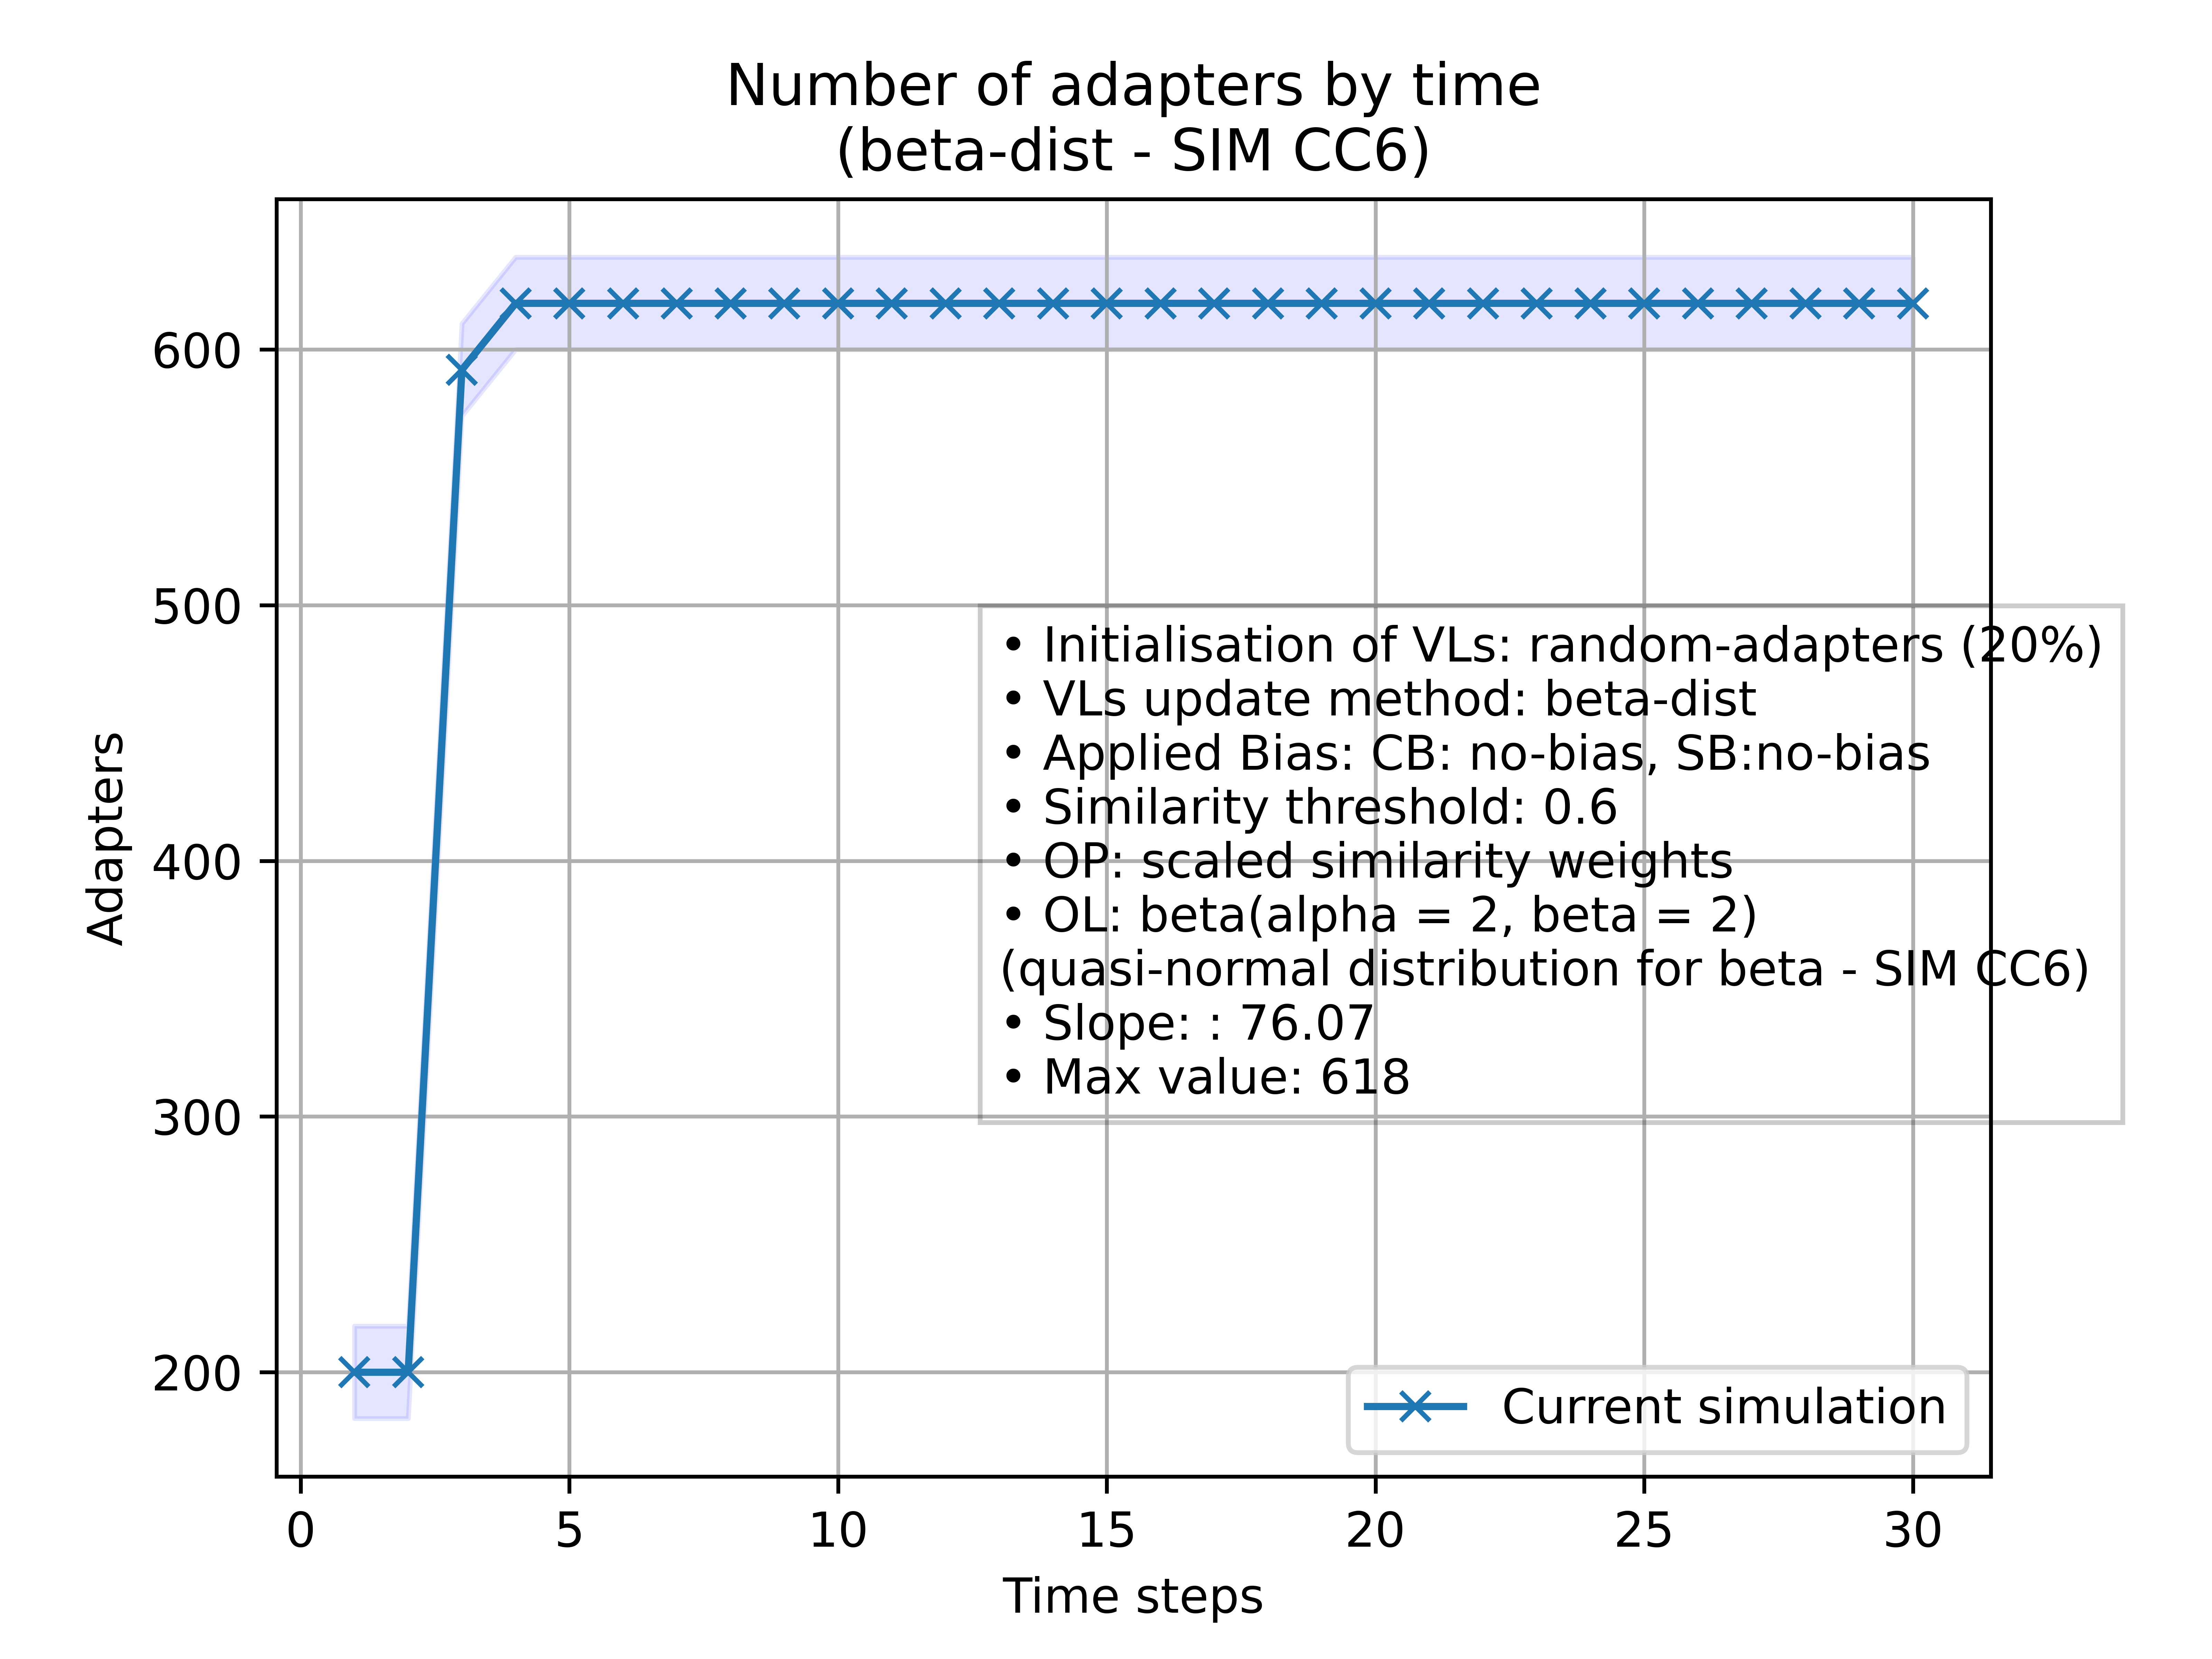 Number of adapters by time
(beta-dist - SIM CC6)
600
500
400
300
200
Adapters
• Initialisation of VLs: random-adapters (20%)
• VLs update method: beta-dist
• Applied Bias: CB: no-bias, SB:no-bias
• Similarity threshold: 0.6
• OP: scaled similarity weights
• OL: beta(alpha = 2, beta = 2)
(quasi-normal distribution for beta - SIM CC6)
• Slope: : 76.07
• Max value: 618
Current simulation
0 5 10 15 20 25 30
Time steps